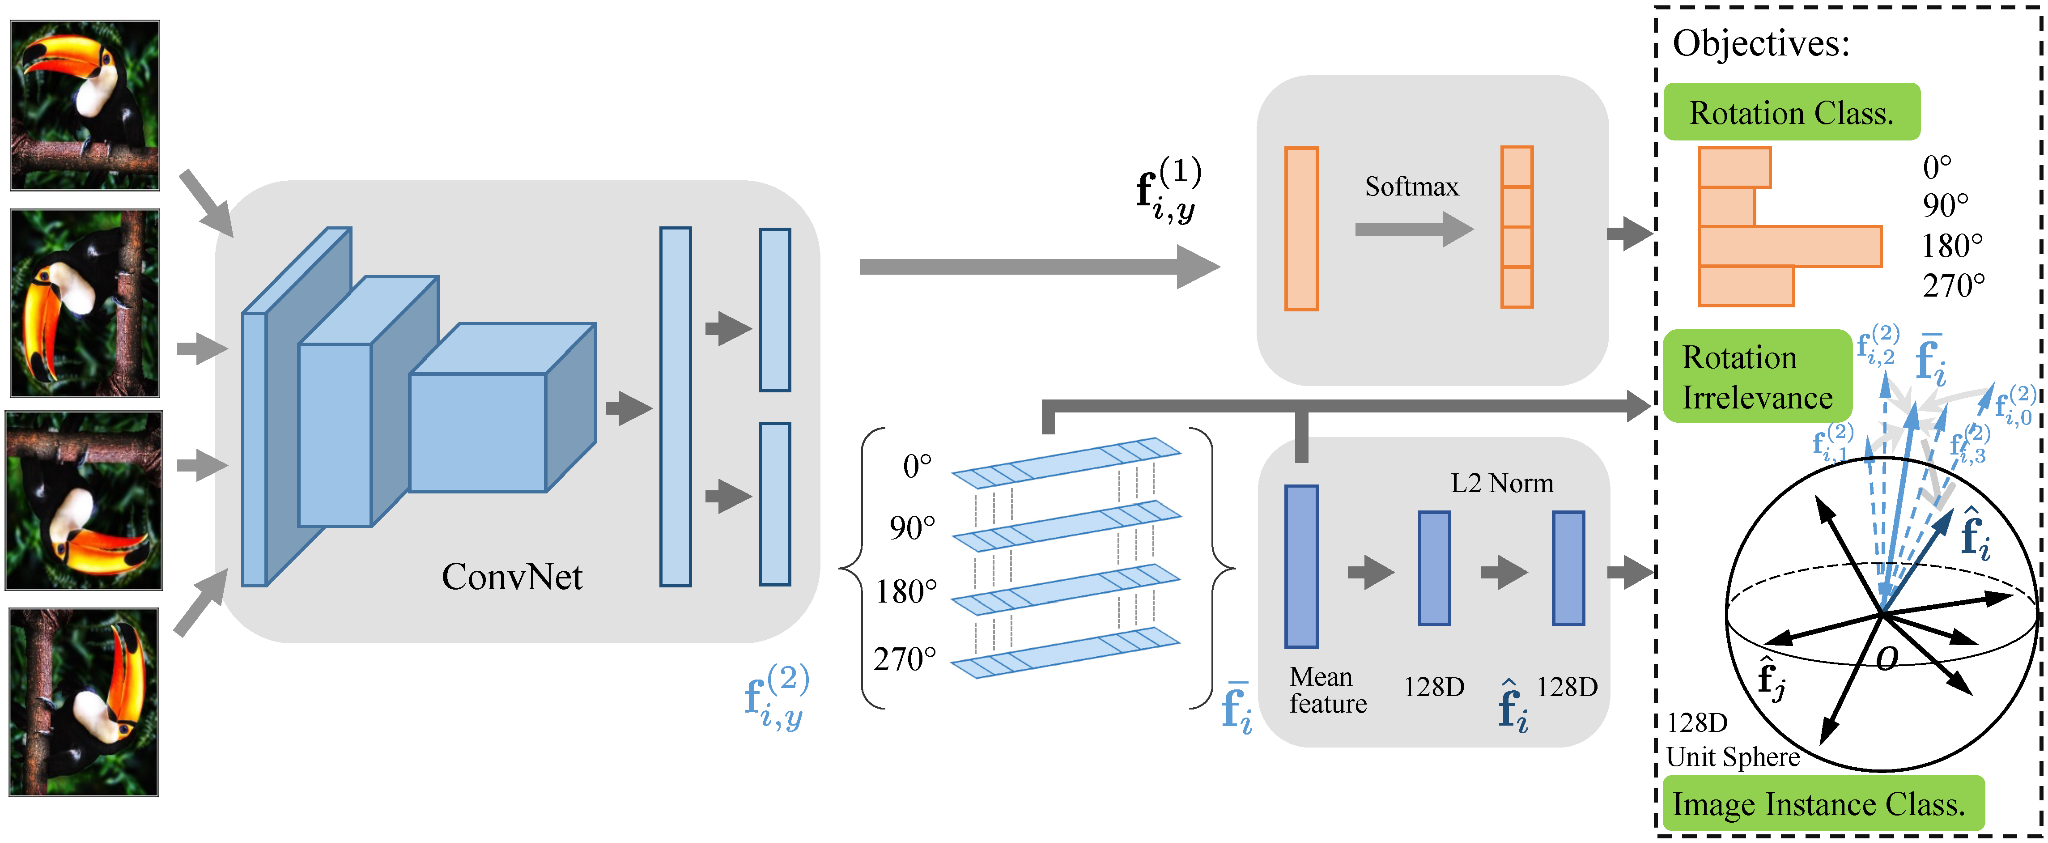 ConvNet
f_{i,y}^{(1)}
f_{i,y}^{(2)}
0°
90°
180°
270°
f̄_i
Softmax
L2 Norm
Mean
feature
128D
f̂_i
128D
Objectives:
Rotation Class.
0°
90°
180°
270°
Rotation
Irrelevance
f_{i,2}^{(2)}
f̄_i
f_{i,0}^{(2)}
f_{i,1}^{(2)}
f_{i,3}^{(2)}
f̂_i
O
f̂_j
128D
Unit Sphere
Image Instance Class.